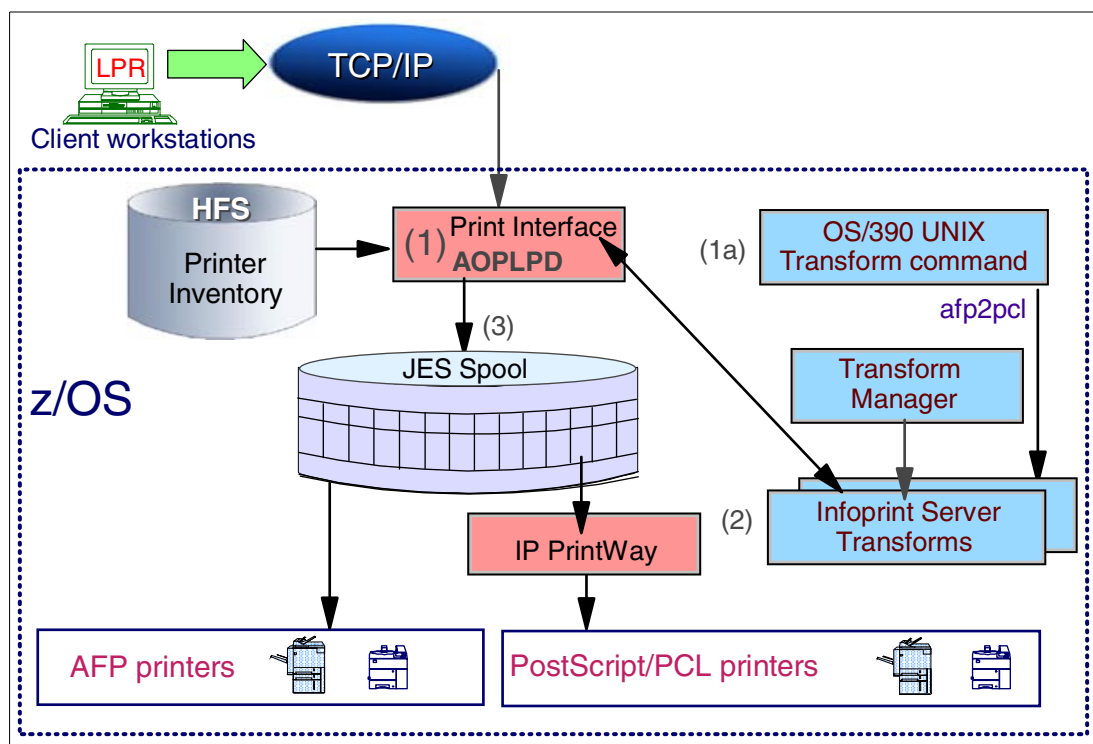 LPR
TCP/IP
Client workstations
HFS
Printer
Inventory
(1)
Print Interface
AOPLPD
(1a)
OS/390 UNIX
Transform command
afp2pcl
(3)
JES Spool
z/OS
Transform
Manager
(2)
Infoprint Server
Transforms
IP PrintWay
AFP printers
PostScript/PCL printers